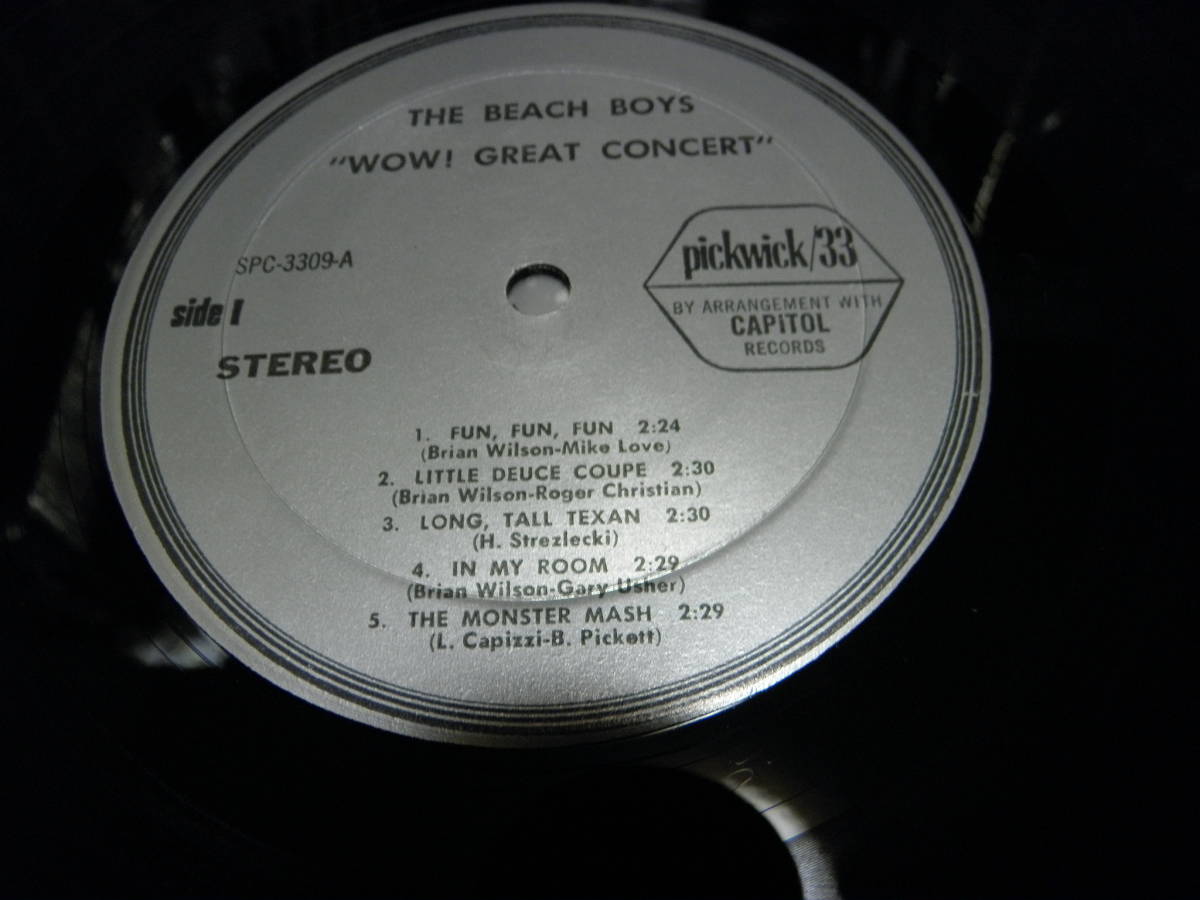 THE BEACH BOYS
"WOW! GREAT CONCERT"
SPC-3309-A
side I
STEREO
pickwick/33
BY ARRANGEMENT WITH
CAPITOL
RECORDS
1. FUN, FUN, FUN 2:24
(Brian Wilson-Mike Love)
2. LITTLE DEUCE COUPE 2:30
(Brian Wilson-Roger Christian)
3. LONG, TALL TEXAN 2:30
(H. Strezlecki)
4. IN MY ROOM 2:29
(Brian Wilson-Gary Usher)
5. THE MONSTER MASH 2:29
(L. Capizzi-B. Pickett)